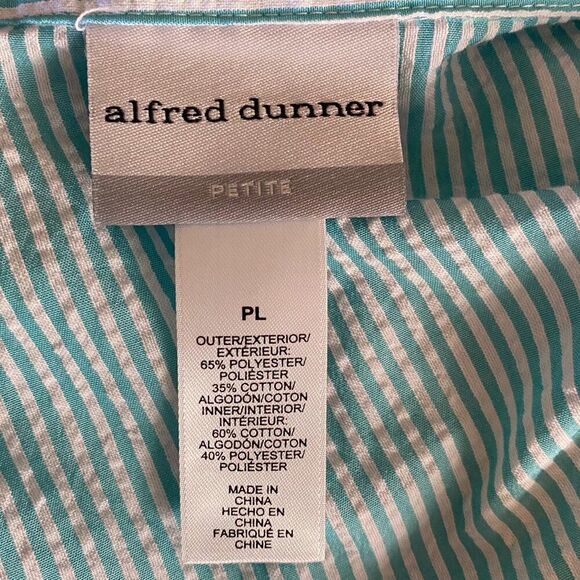 alfred dunner
PETITE
PL
OUTER/EXTERIOR/
EXTÉRIEUR:
65% POLYESTER/
POLIÉSTER
35% COTTON/
ALGODÓN/COTON
INNER/INTERIOR/
INTÉRIEUR:
60% COTTON/
ALGODÓN/COTON
40% POLYESTER/
POLIÉSTER
MADE IN
CHINA
HECHO EN
CHINA
FABRIQUÉ EN
CHINE